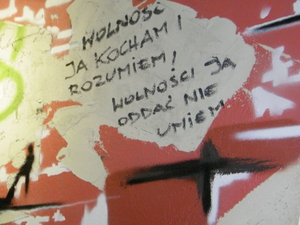 WOLNOŚĆ
JA KOCHAM I
ROZUMIEM!
WOLNOŚCI JA
ODDAĆ NIE
UMIEM